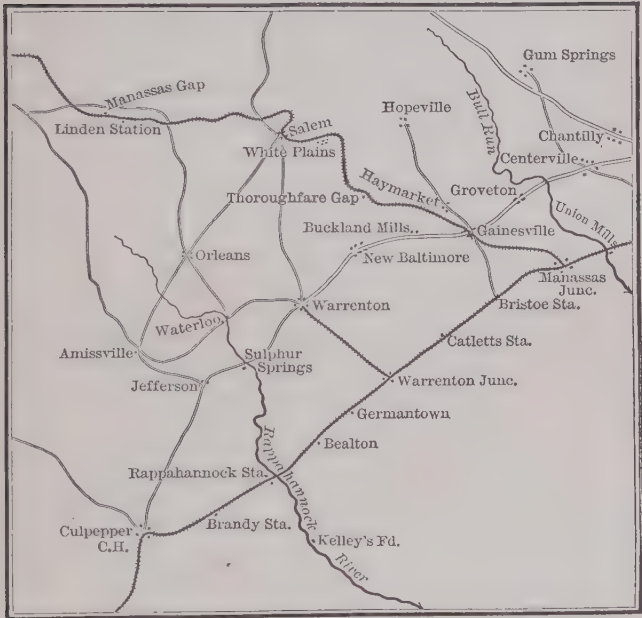 Gum Springs
Manassas Gap
Hopeville
Bull Run
Linden Station
Salem
Chantilly
White Plains
Centerville
Thoroughfare Gap
Haymarket
Groveton
Union Mills
Buckland Mills
Gainesville
Orleans
New Baltimore
Manassas
Junc.
Bristoe Sta.
Warrenton
Waterloo
Catletts Sta.
Amissville
Sulphur
Springs
Jefferson
Warrenton Junc.
Germantown
Bealton
Rappahannock Sta.
Rappahannock
River
Brandy Sta.
Culpepper
C.H.
Kelley's Fd.